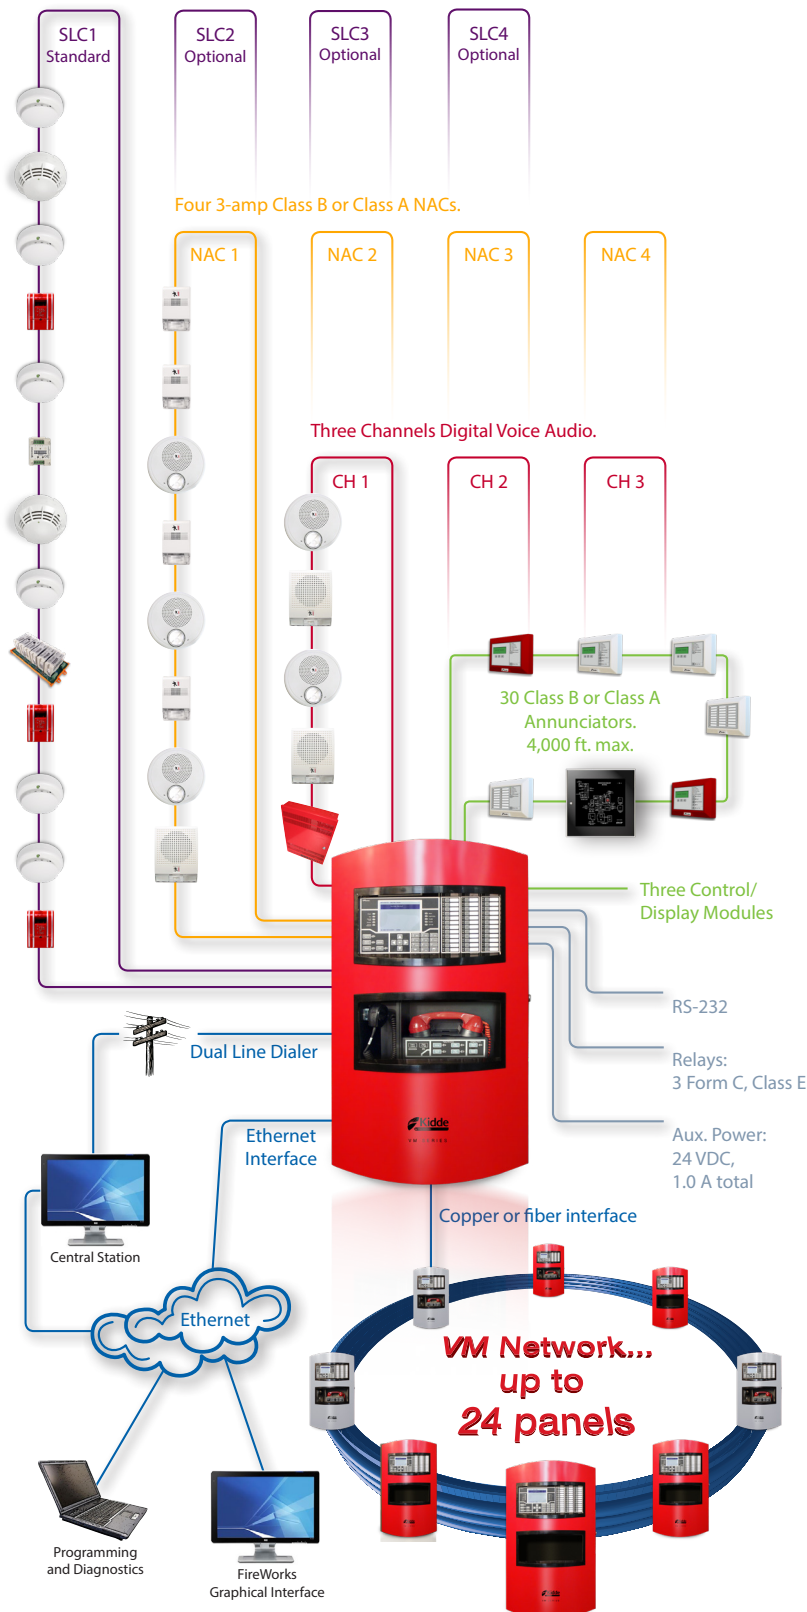 SLC1
Standard
SLC2
Optional
SLC3
Optional
SLC4
Optional
Four 3-amp Class B or Class A NACs.
NAC 1
NAC 2
NAC 3
NAC 4
Three Channels Digital Voice Audio.
CH 1
CH 2
CH 3
30 Class B or Class A
Annunciators.
4,000 ft. max.
Three Control/
Display Modules
RS-232
Relays:
3 Form C, Class E
Aux. Power:
24 VDC,
1.0 A total
Dual Line Dialer
Ethernet
Interface
Kidde
VM SERIES
Copper or fiber interface
Central Station
Ethernet
VM Network...
up to
24 panels
Programming
and Diagnostics
FireWorks
Graphical Interface